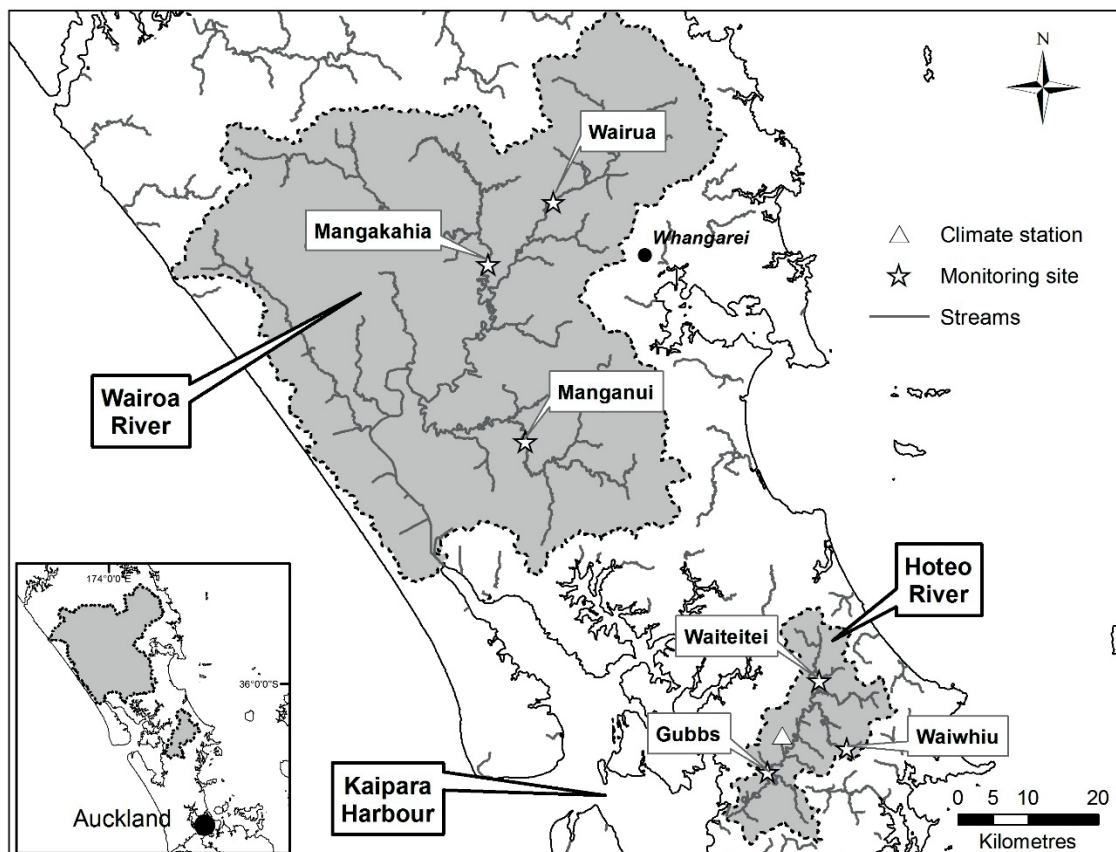 N
Wairua
Mangakahia
Whangarei
Climate station
Monitoring site
Streams
Wairoa
River
Manganui
Hoteo
River
Waiteitei
Gubbs
Waiwhiu
Kaipara
Harbour
174°0'0"E
36°0'0"S
Auckland
0 5 10 20
Kilometres